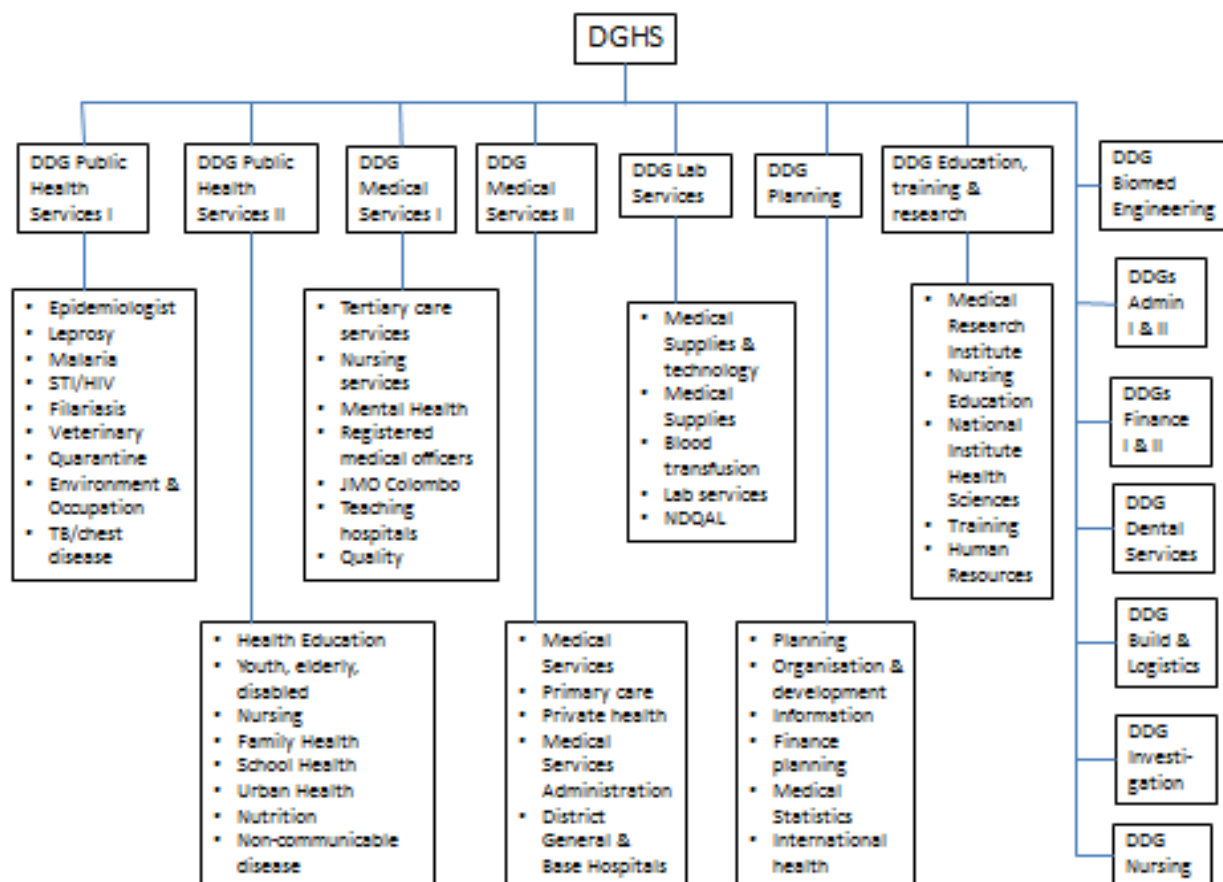 DGHS
DDG Public
Health
Services I
DDG Public
Health
Services II
DDG
Medical
Services I
DDG
Medical
Services II
DDG Lab
Services
DDG
Planning
DDG Education,
training &
research
DDG
Biomed
Engineering
DDGs
Admin
I & II
DDGs
Finance
I & II
DDG
Dental
Services
DDG
Build &
Logistics
DDG
Investi-
gation
DDG
Nursing
• Epidemiologist
• Leprosy
• Malaria
• STI/HIV
• Filariasis
• Veterinary
• Quarantine
• Environment &
Occupation
• TB/chest
disease
• Tertiary care
services
• Nursing
services
• Mental Health
• Registered
medical officers
• JMO Colombo
• Teaching
hospitals
• Quality
• Medical
Supplies &
technology
• Medical
Supplies
• Blood
transfusion
• Lab services
• NDQAL
• Medical
Research
Institute
• Nursing
Education
• National
Institute
Health
Sciences
• Training
• Human
Resources
• Health Education
• Youth, elderly,
disabled
• Nursing
• Family Health
• School Health
• Urban Health
• Nutrition
• Non-communicable
disease
• Medical
Services
• Primary care
• Private health
• Medical
Services
Administration
• District
General &
Base Hospitals
• Planning
• Organisation &
development
• Information
• Finance
planning
• Medical
Statistics
• International
health